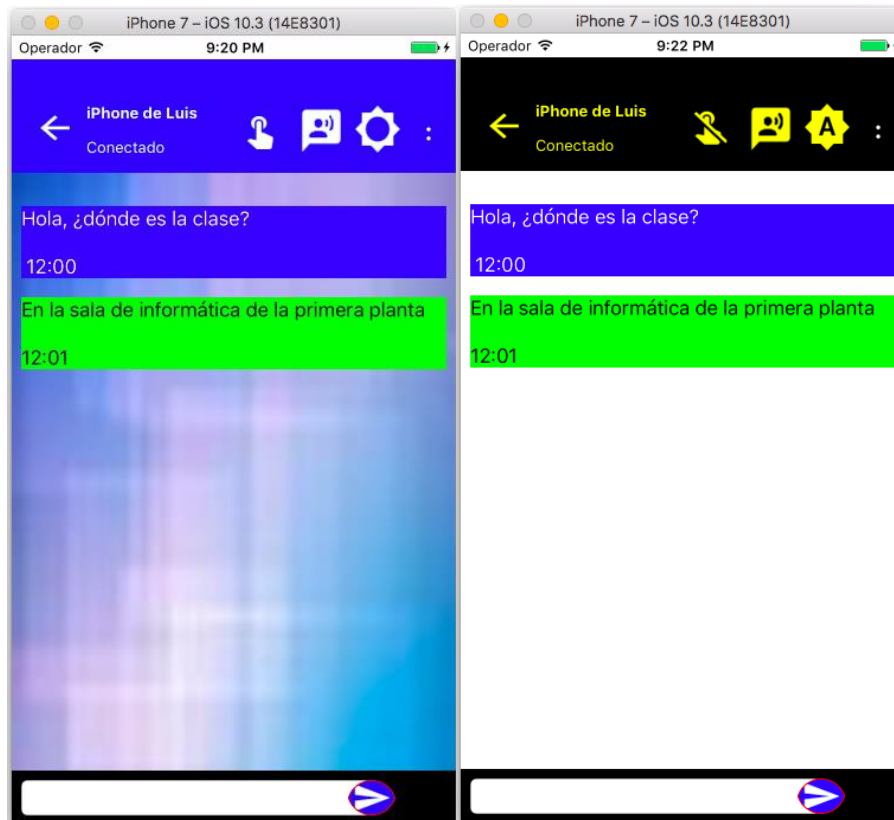 iPhone 7 – iOS 10.3 (14E8301)
Operador 9:20 PM
iPhone de Luis
Conectado
Hola, ¿dónde es la clase?
12:00
En la sala de informática de la primera planta
12:01
iPhone 7 – iOS 10.3 (14E8301)
Operador 9:22 PM
iPhone de Luis
Conectado
A
Hola, ¿dónde es la clase?
12:00
En la sala de informática de la primera planta
12:01